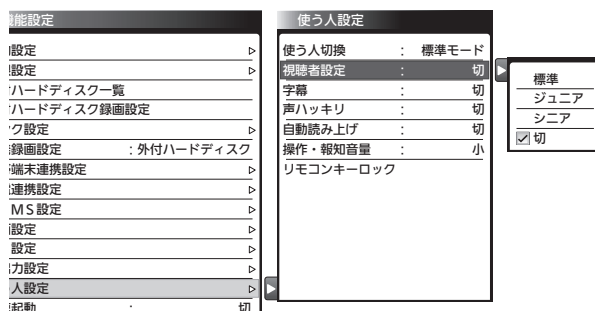 能設定
設定
設定
ハードディスク一覧
ハードディスク録画設定
ク設定
録画設定 : 外付ハードディスク
端末連携設定
連携設定
MS設定
設定
設定
力設定
人設定
起動 : 切
使う人設定
使う人切換 : 標準モード
視聴者設定 : 切
字幕 : 切
声ハッキリ : 切
自動読み上げ : 切
操作・報知音量 : 小
リモコンキーロック
標準
ジュニア
シニア
切